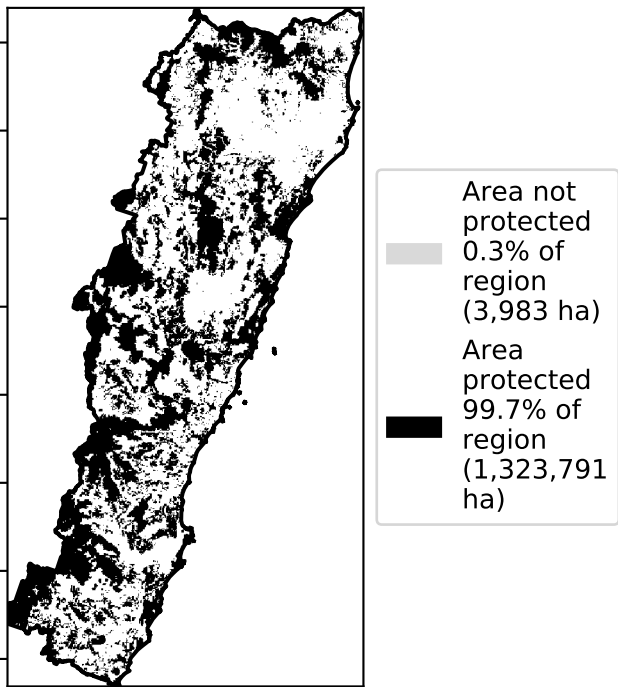 Area not
protected
0.3% of
region
(3,983 ha)
Area
protected
99.7% of
region
(1,323,791
ha)